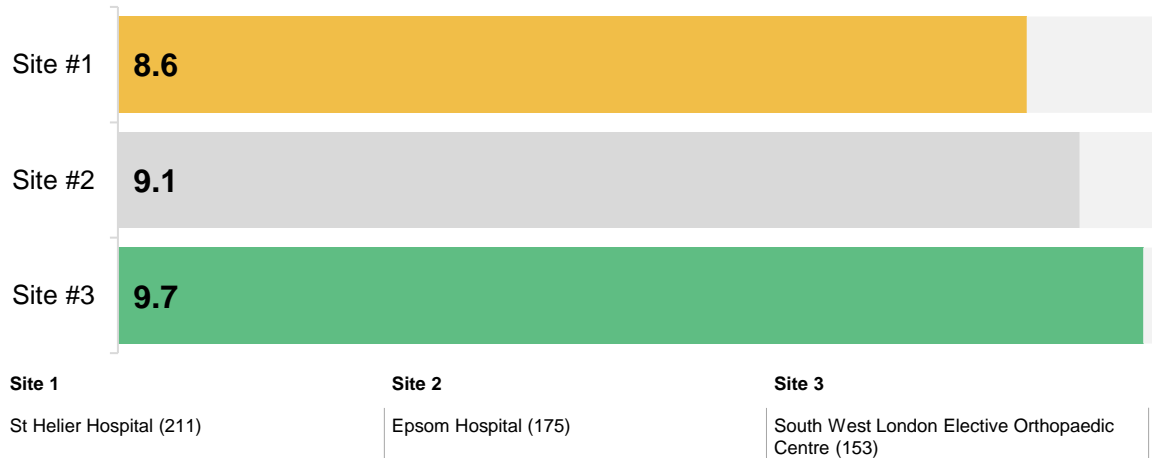 Site #1
8.6
Site #2
9.1
Site #3
9.7
Site 1
Site 2
Site 3
St Helier Hospital (211)
Epsom Hospital (175)
South West London Elective Orthopaedic
Centre (153)